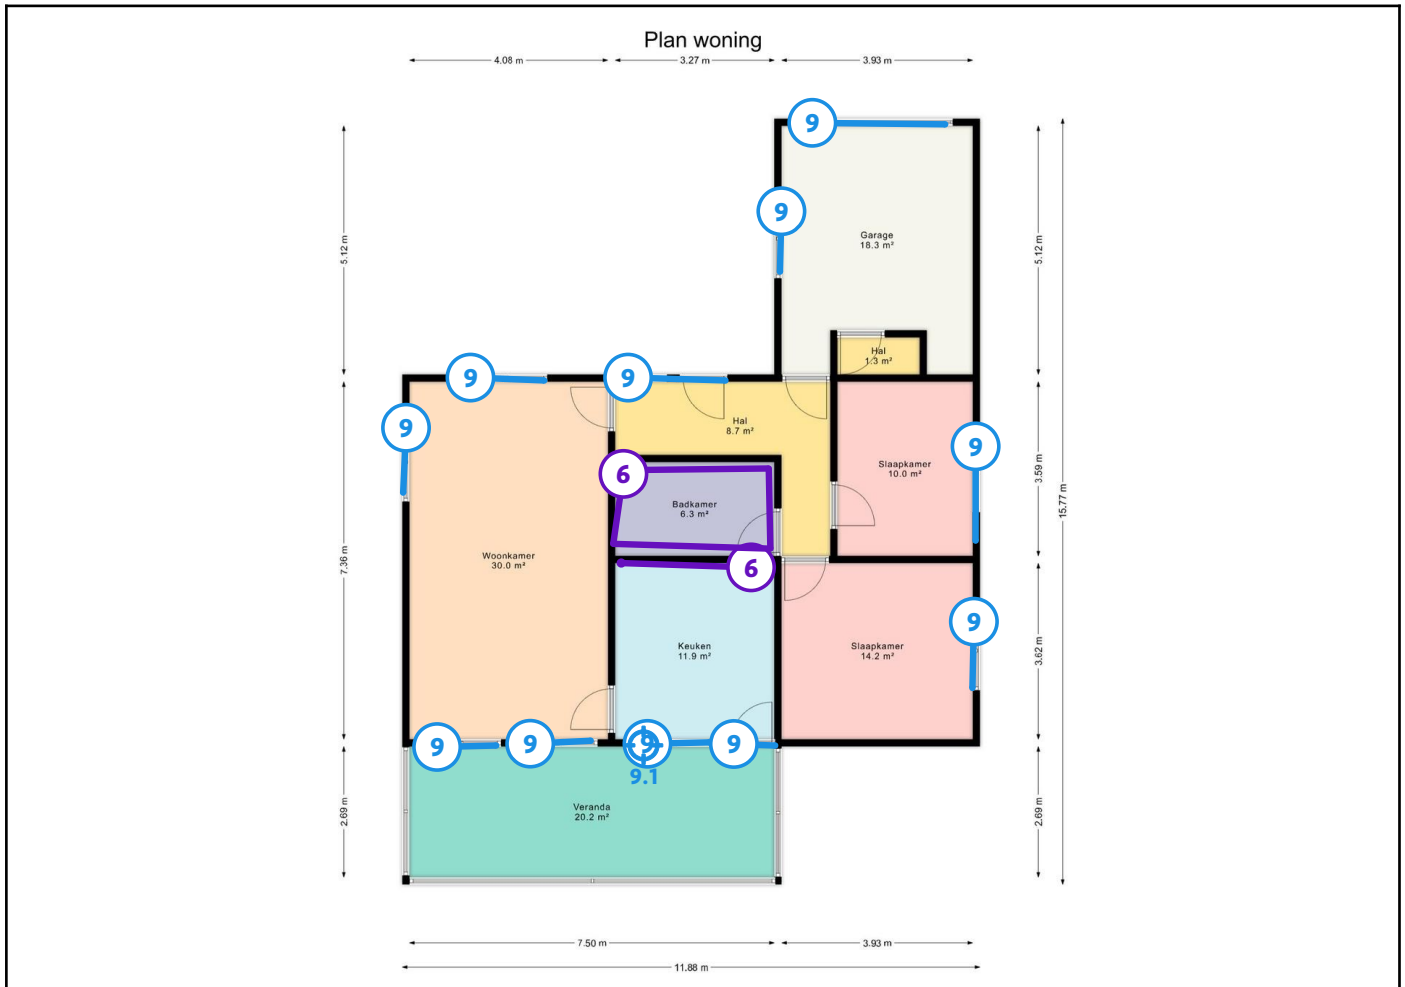 Plan woning
4.08 m
3.27 m
3.93 m
9
9
5.12 m
5.12 m
Garage
18.3 m²
Hal
1.3 m²
9
9
9
Hal
8.7 m²
9
3.59 m
Slaapkamer
10.0 m²
6
Badkamer
6.3 m²
15.77 m
Woonkamer
30.0 m²
7.36 m
6
9
Keuken
11.9 m²
Slaapkamer
14.2 m²
3.62 m
9
9
9
9
9.1
Veranda
20.2 m²
2.69 m
2.69 m
7.50 m
3.93 m
11.88 m